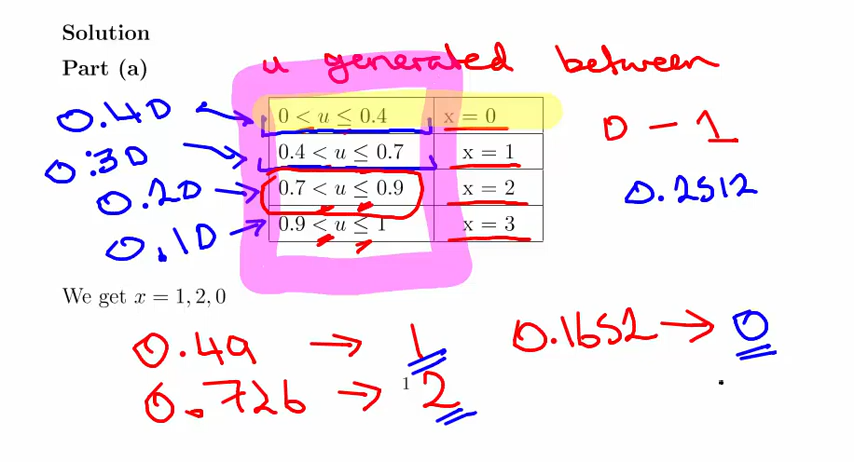 Solution
Part (a)
u generated between
0.40
0 < u ≤ 0.4 x = 0
0 - 1
0.30
0.4 < u ≤ 0.7 x = 1
0.20
0.7 < u ≤ 0.9 x = 2
0.2512
0.10
0.9 < u ≤ 1 x = 3
We get x = 1, 2, 0
0.49 → 1
0.1652 → 0
0.726 → 2
1